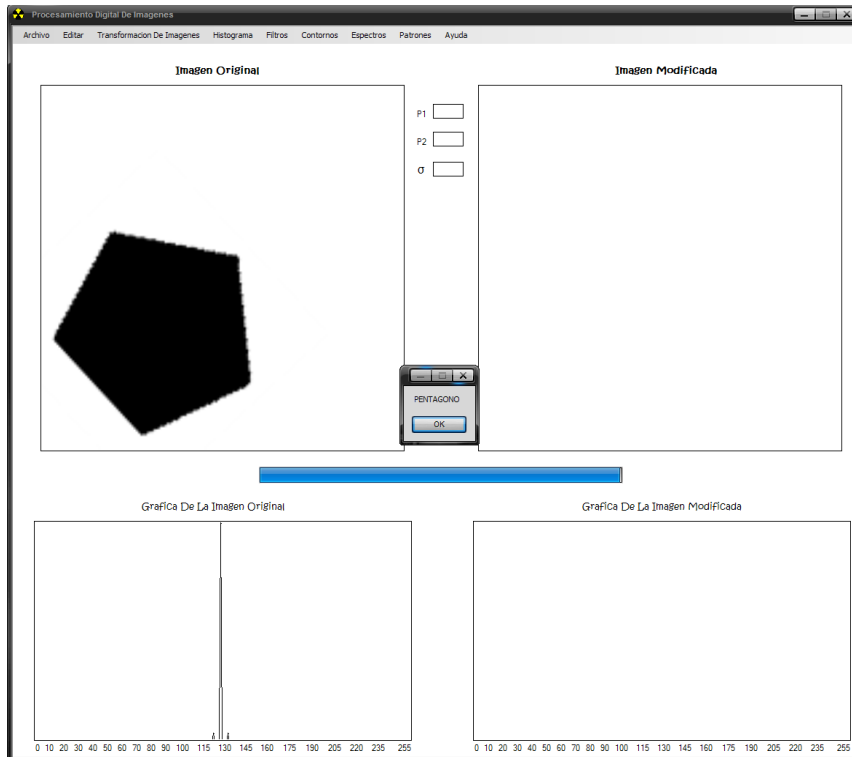 Procesamiento Digital De Imagenes
Archivo Editar Transformacion De Imagenes Histograma Filtros Contornos Espectros Patrones Ayuda
Imagen Original
Imagen Modificada
P1
P2
σ
PENTAGONO
OK
Grafica De La Imagen Original
Grafica De La Imagen Modificada
0 10 20 30 40 50 60 70 80 90 100 115 130 145 160 175 190 205 220 235 255
0 10 20 30 40 50 60 70 80 90 100 115 130 145 160 175 190 205 220 235 255